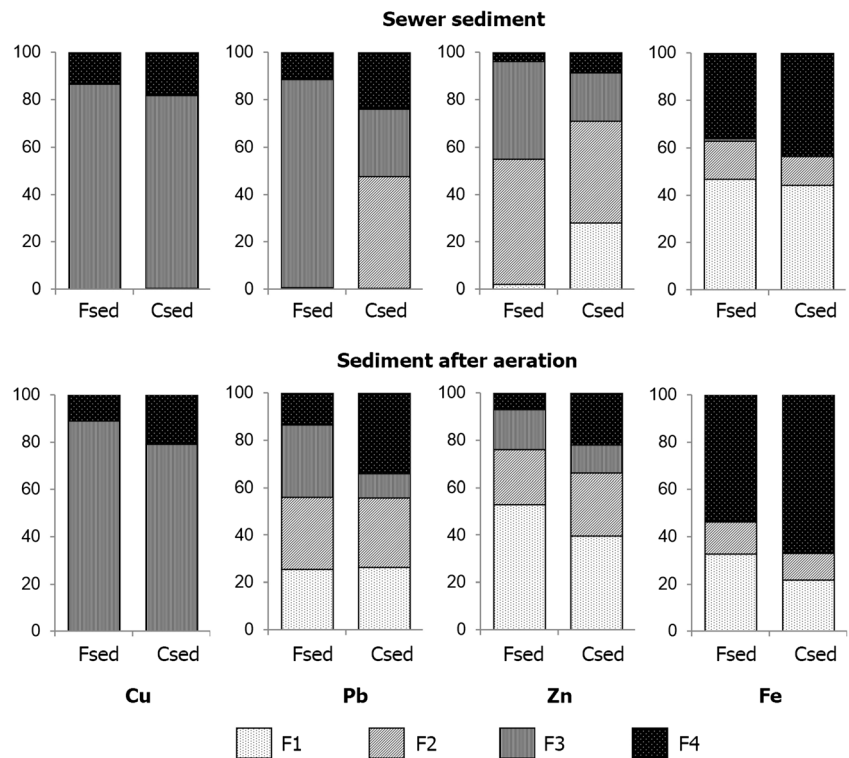 Sewer sediment
100 100 100 100
80 80 80 80
60 60 60 60
40 40 40 40
20 20 20 20
0 0 0 0
Fsed Csed Fsed Csed Fsed Csed Fsed Csed
Sediment after aeration
100 100 100 100
80 80 80 80
60 60 60 60
40 40 40 40
20 20 20 20
0 0 0 0
Fsed Csed Fsed Csed Fsed Csed Fsed Csed
Cu Pb Zn Fe
F1 F2 F3 F4